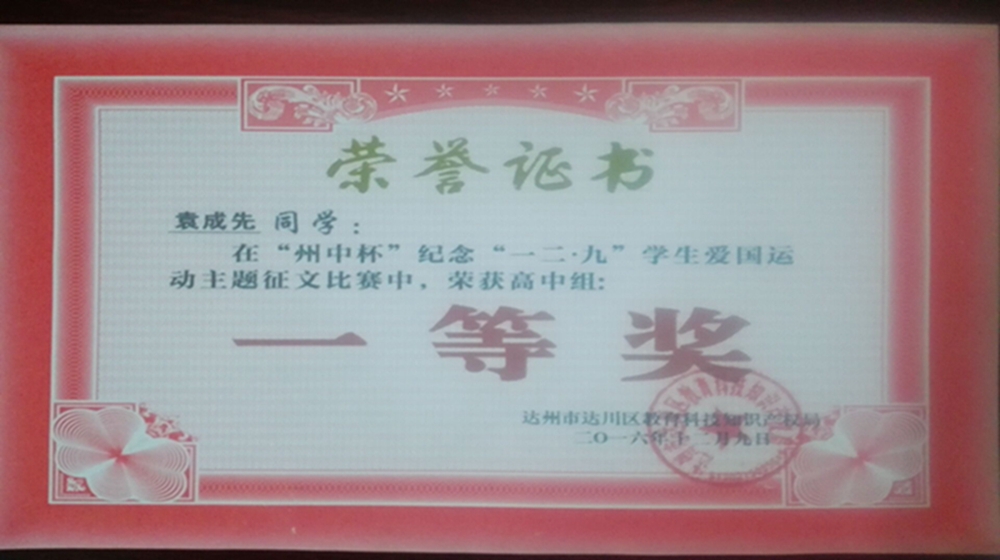 荣誉证书
袁成先 同学：
在“州中杯”纪念“一二·九”学生爱国运
动主题征文比赛中，荣获高中组:
一等奖
达州市达川区教育科技知识产权局
二〇一六年十二月九日